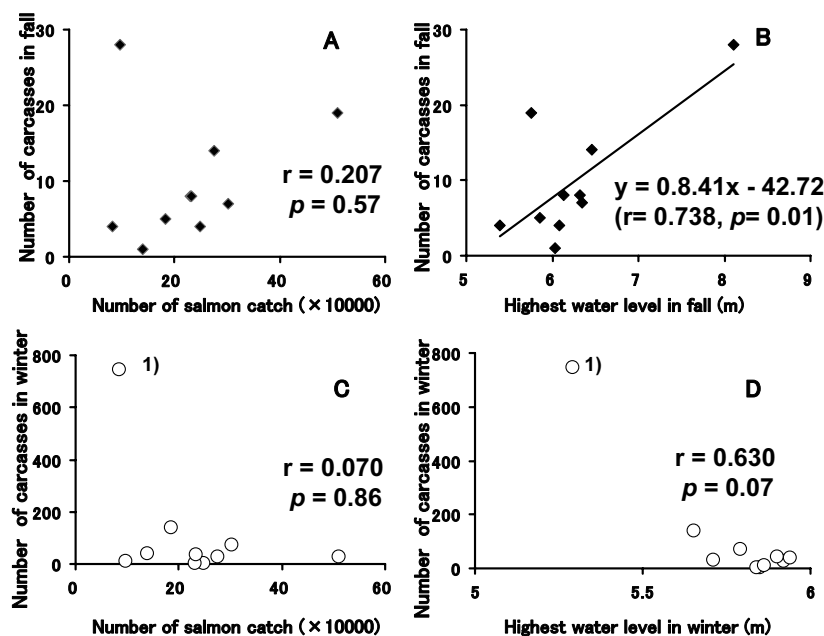 Number of carcasses in fall
30
20
10
0
A
r = 0.207
p = 0.57
0 20 40 60
Number of salmon catch (×10000)
Number of carcasses in fall
30
20
10
0
B
y = 0.8.41x - 42.72
(r= 0.738, p= 0.01)
5 6 7 8 9
Highest water level in fall (m)
Number of carcasses in winter
800
600
400
200
0
1)
C
r = 0.070
p = 0.86
0 20 40 60
Number of salmon catch (×10000)
Number of carcasses in winter
800
600
400
200
0
1)
D
r = 0.630
p = 0.07
5 5.5 6
Highest water level in winter (m)